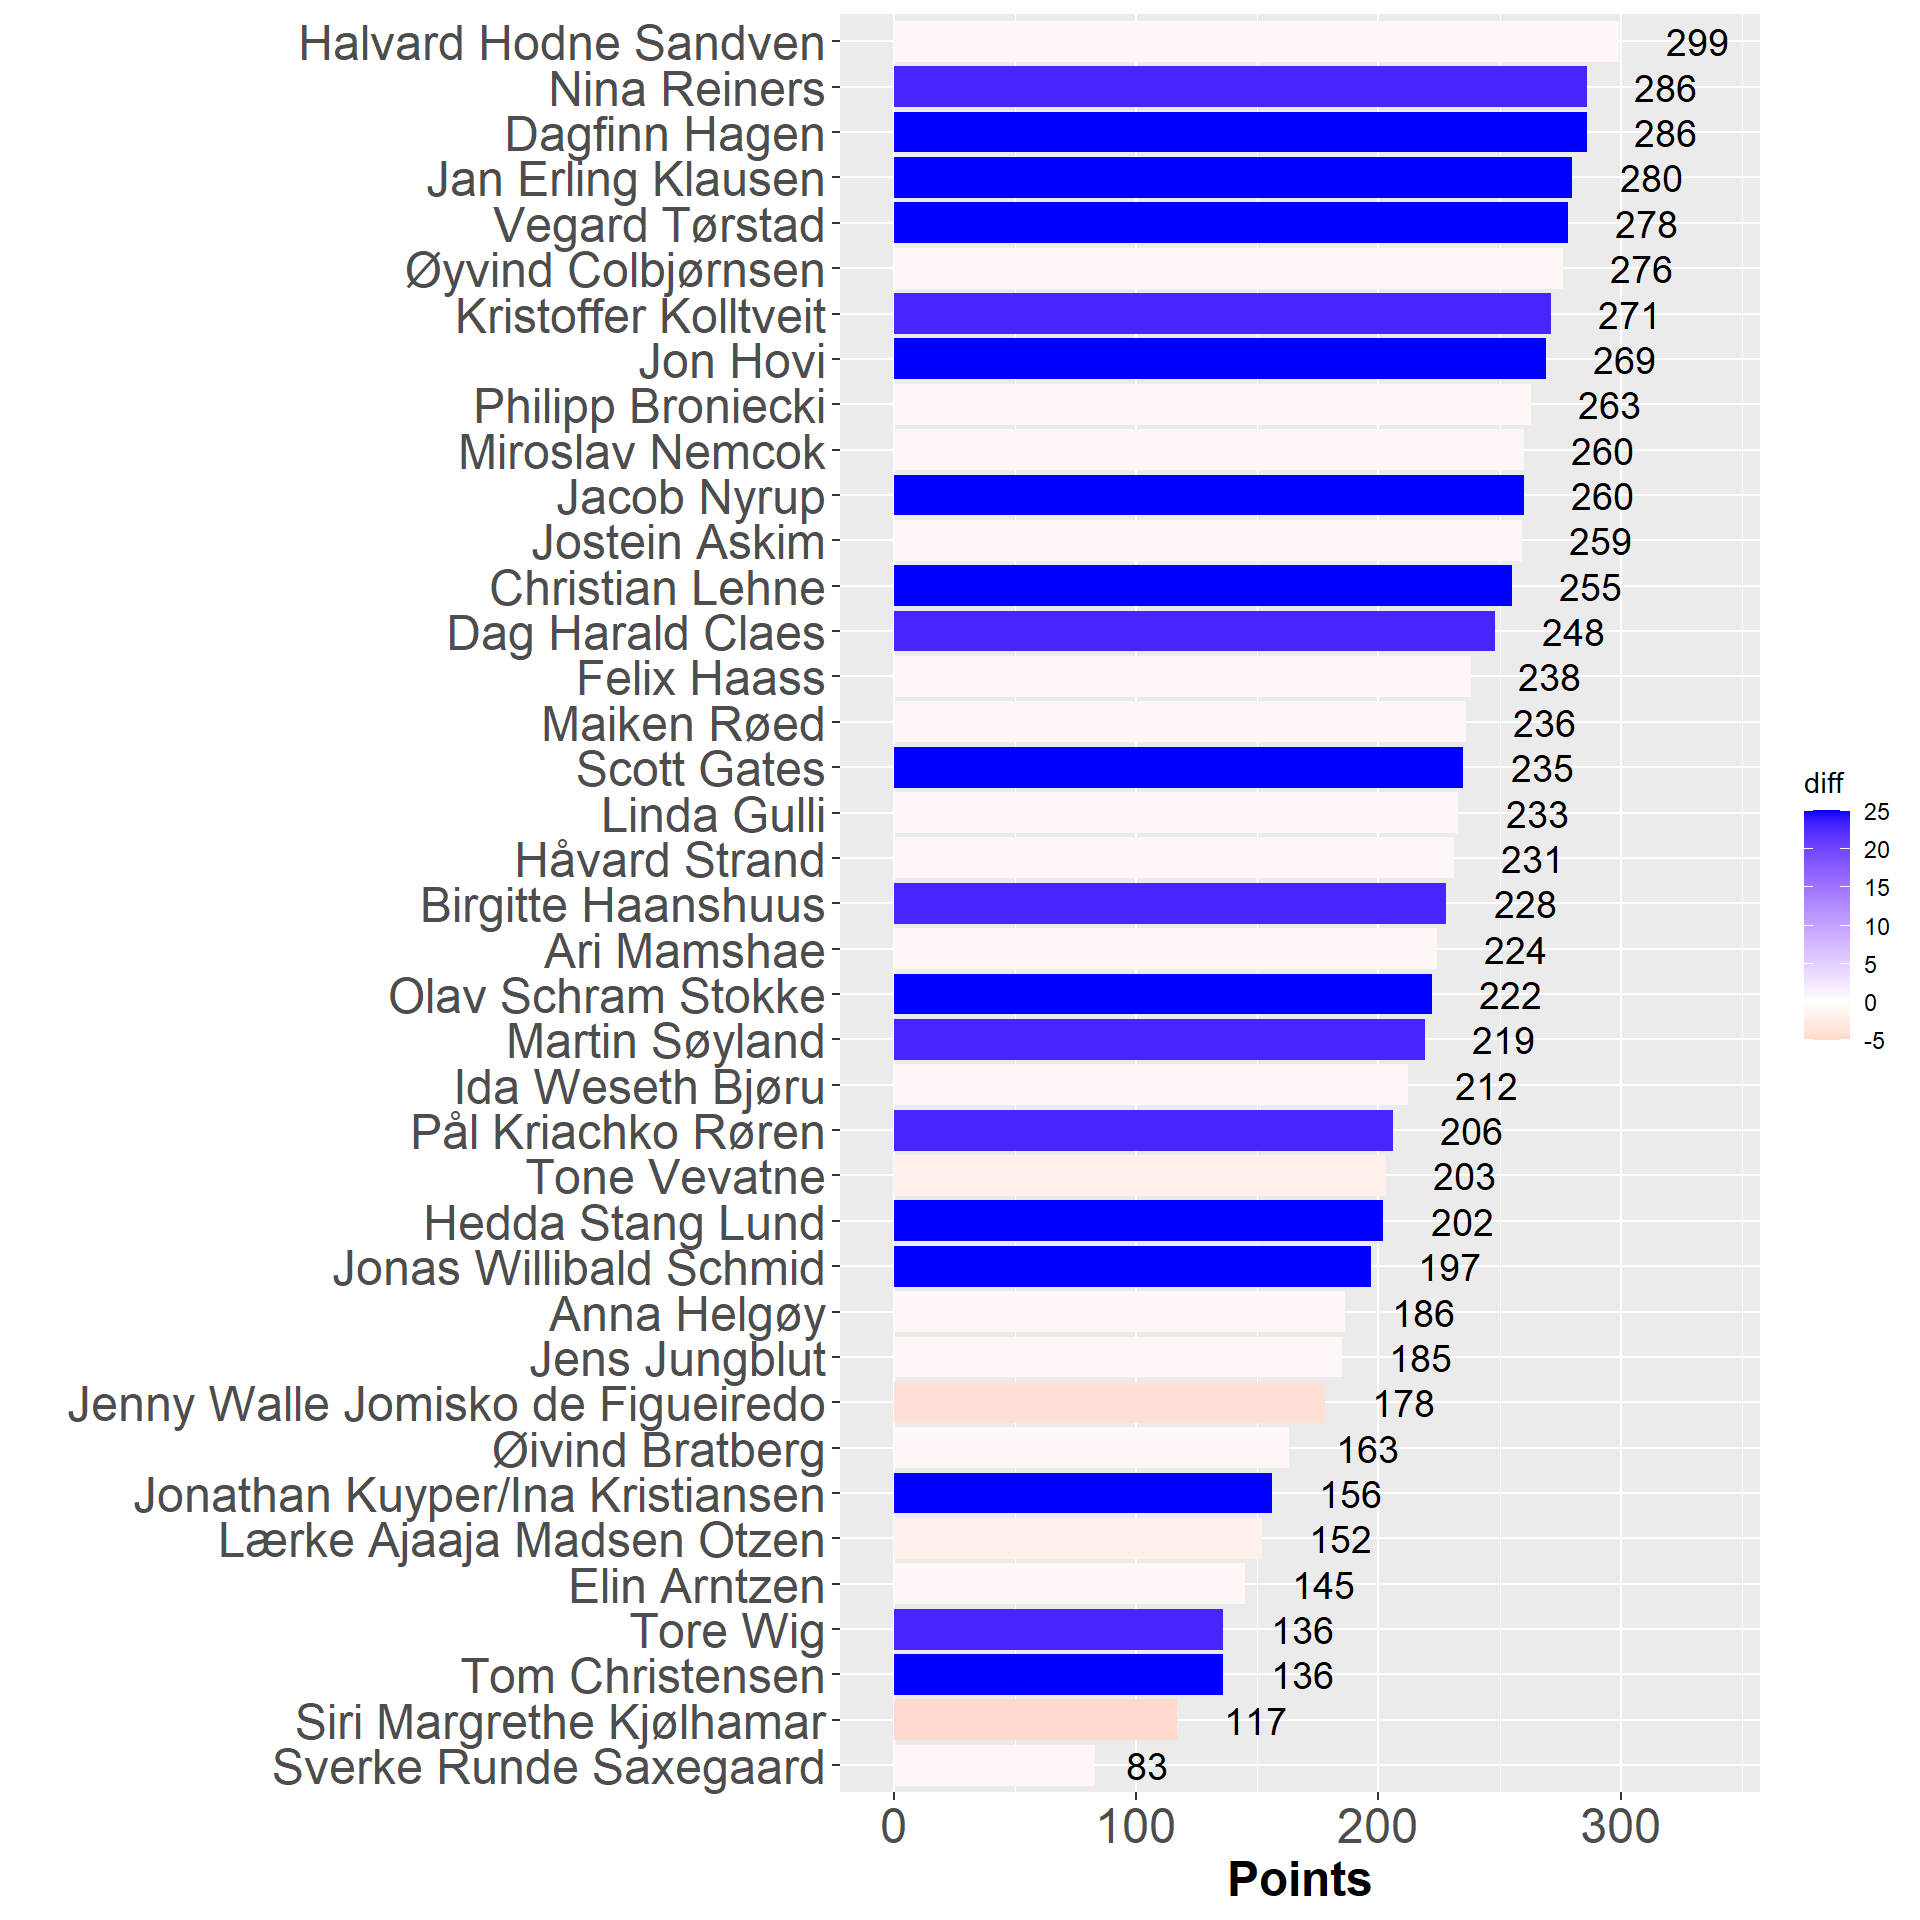 Halvard Hodne Sandven 299
Nina Reiners 286
Dagfinn Hagen 286
Jan Erling Klausen 280
Vegard Tørstad 278
Øyvind Colbjørnsen 276
Kristoffer Kolltveit 271
Jon Hovi 269
Philipp Broniecki 263
Miroslav Nemcok 260
Jacob Nyrup 260
Jostein Askim 259
Christian Lehne 255
Dag Harald Claes 248
Felix Haass 238
Maiken Røed 236
Scott Gates 235
Linda Gulli 233
Håvard Strand 231
Birgitte Haanshuus 228
Ari Mamshae 224
Olav Schram Stokke 222
Martin Søyland 219
Ida Weseth Bjøru 212
Pål Kriachko Røren 206
Tone Vevatne 203
Hedda Stang Lund 202
Jonas Willibald Schmid 197
Anna Helgøy 186
Jens Jungblut 185
Jenny Walle Jomisko de Figueiredo 178
Øivind Bratberg 163
Jonathan Kuyper/Ina Kristiansen 156
Lærke Ajaaja Madsen Otzen 152
Elin Arntzen 145
Tore Wig 136
Tom Christensen 136
Siri Margrethe Kjølhamar 117
Sverke Runde Saxegaard 83
0 100 200 300
Points
diff
25
20
15
10
5
0
-5